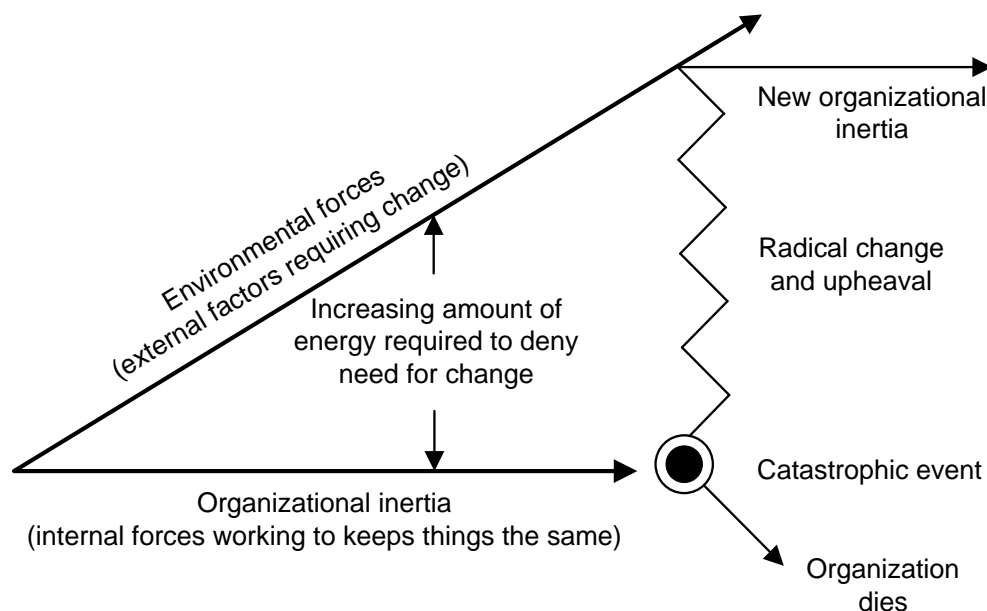 New organizational
inertia
Environmental forces
(external factors requiring change)
Radical change
and upheaval
Increasing amount of
energy required to deny
need for change
Catastrophic event
Organizational inertia
(internal forces working to keeps things the same)
Organization
dies